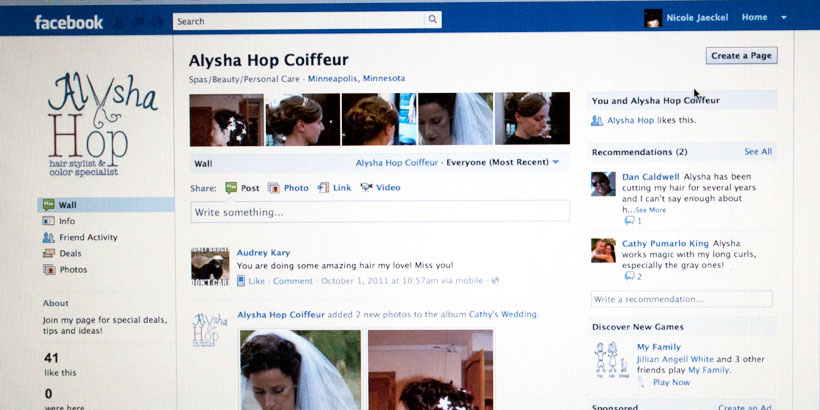 facebook
Search
Nicole Jaeckel
Home
Alysha Hop Coiffeur
Create a Page
Spas/Beauty/Personal Care · Minneapolis, Minnesota
Alysha
Hop
hair stylist &
color specialist
Wall
Info
Friend Activity
Deals
Photos
About
Join my page for special deals,
tips and ideas!
41
like this
0
were here
Wall
Alysha Hop Coiffeur · Everyone (Most Recent)
Share: Post Photo Link Video
Write something...
Audrey Kary
You are doing some amazing hair my love! Miss you!
Like · Comment · October 1, 2011 at 10:57am via mobile ·
DON'T CARE
Alysha
Hop
Alysha Hop Coiffeur added 2 new photos to the album Cathy's Wedding.
You and Alysha Hop Coiffeur
Alysha Hop likes this.
Recommendations (2)
See All
Dan Caldwell Alysha has been
cutting my hair for several years
and I can't say enough about
h...See More
1
Cathy Pumarlo King Alysha
works magic with my long curls,
especially the gray ones!
2
Write a recommendation...
Discover New Games
My Family
Jillian Angell White and 3 other
friends play My Family.
Play Now
Sponsored
Create an Ad